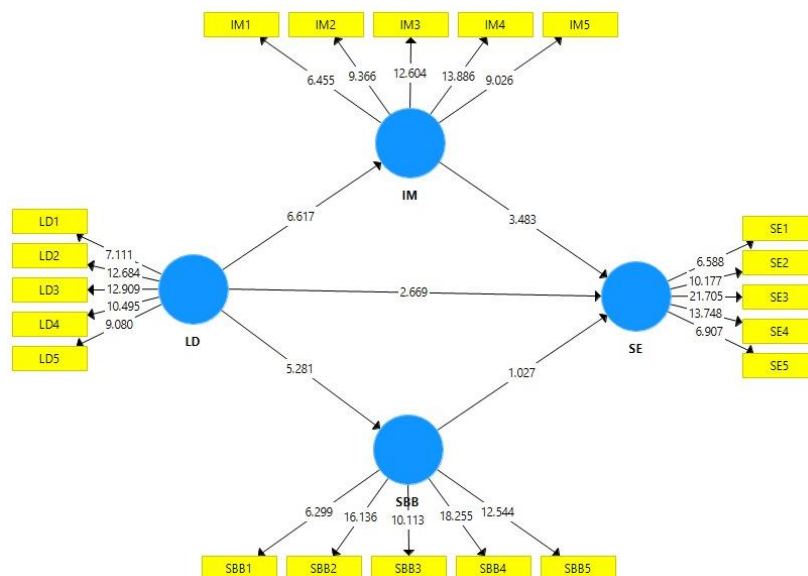 IM1 IM2 IM3 IM4 IM5
6.455 9.366 12.604 13.886 9.026
IM
6.617 3.483
LD1
LD2
LD3
LD4
LD5
7.111
12.684
12.909
10.495
9.080
LD
2.669
SE1
SE2
SE3
SE4
SE5
6.588
10.177
21.705
13.748
6.907
SE
5.281 1.027
SBB
6.299 16.136 10.113 18.255 12.544
SBB1 SBB2 SBB3 SBB4 SBB5